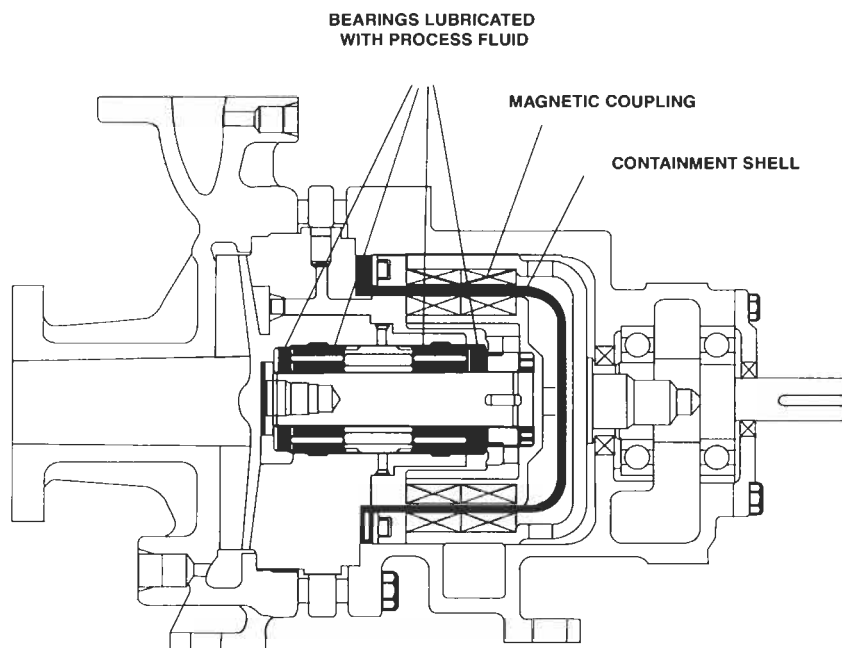 BEARINGS LUBRICATED
WITH PROCESS FLUID
MAGNETIC COUPLING
CONTAINMENT SHELL